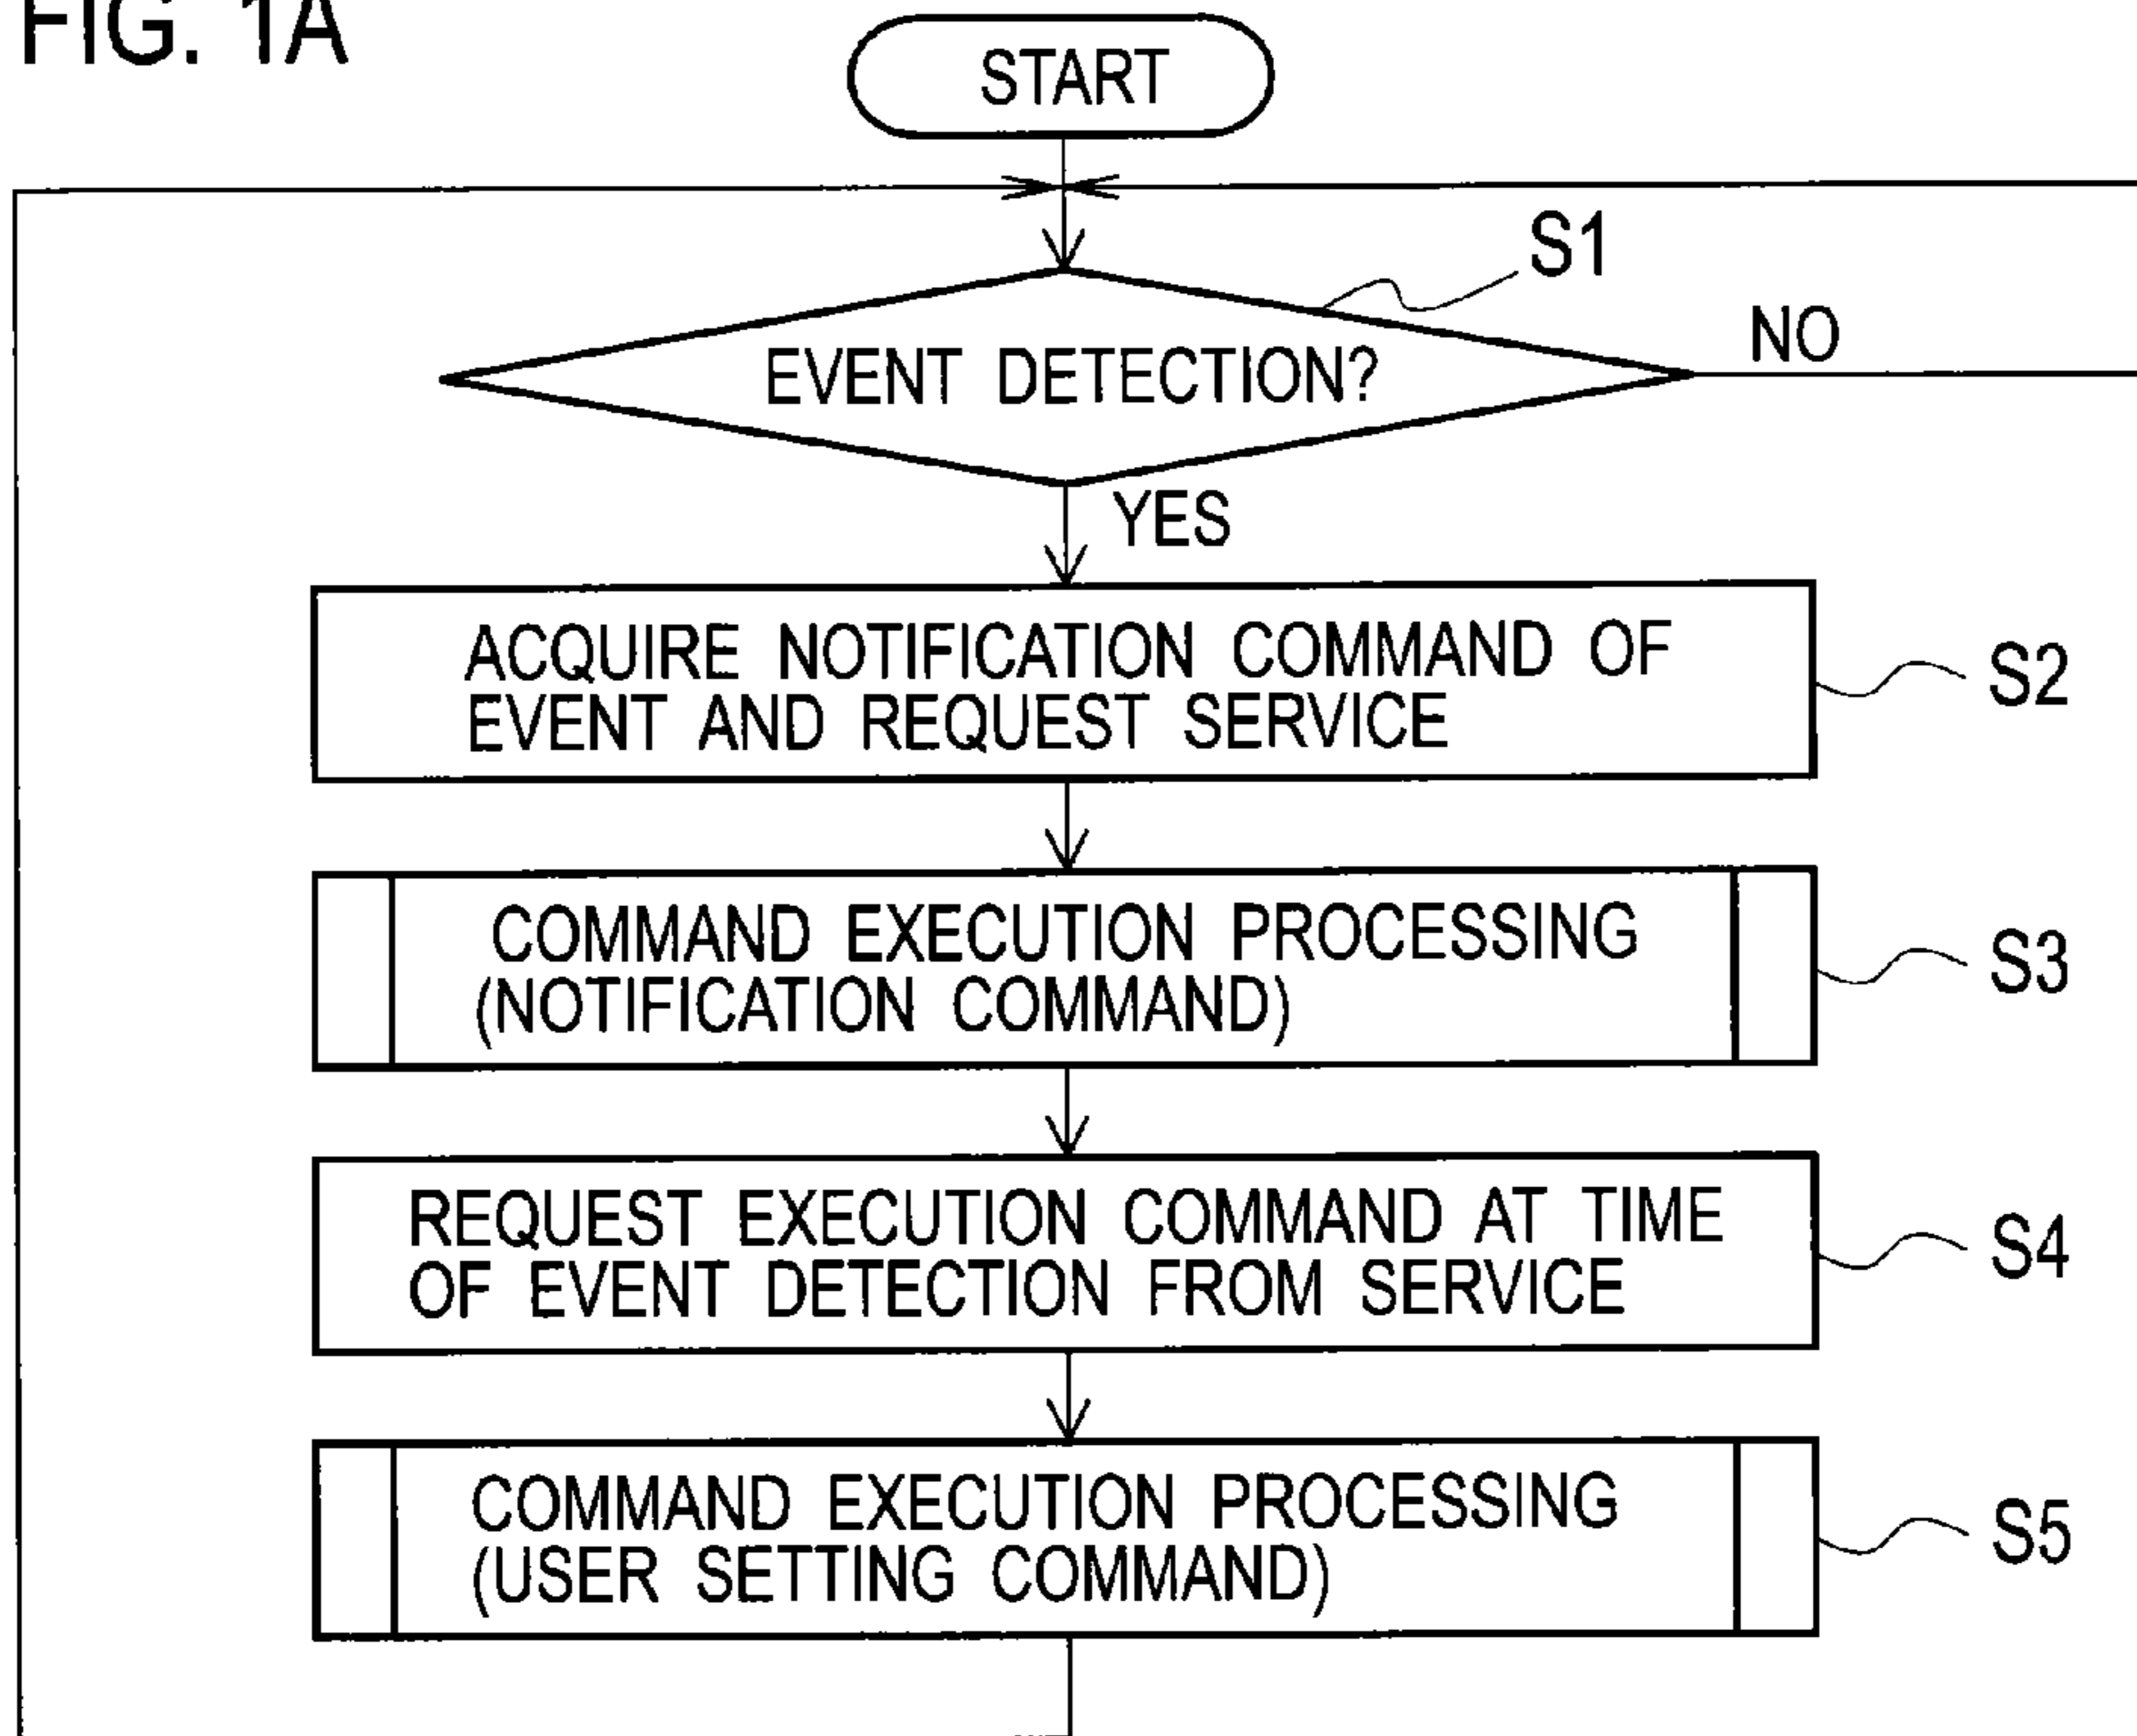 FIG. 1A
START
S1
EVENT DETECTION?
NO
YES
ACQUIRE NOTIFICATION COMMAND OF
EVENT AND REQUEST SERVICE
S2
COMMAND EXECUTION PROCESSING
(NOTIFICATION COMMAND)
S3
REQUEST EXECUTION COMMAND AT TIME
OF EVENT DETECTION FROM SERVICE
S4
COMMAND EXECUTION PROCESSING
(USER SETTING COMMAND)
S5